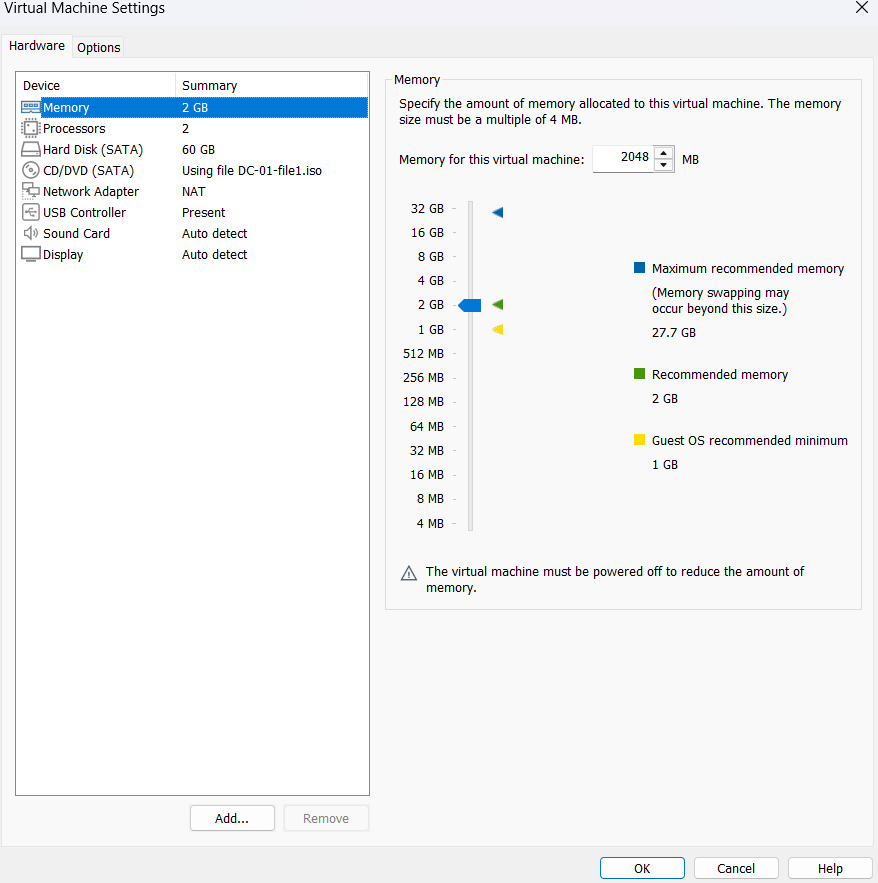 Virtual Machine Settings
Hardware Options
Device Summary
Memory 2 GB
Processors 2
Hard Disk (SATA) 60 GB
CD/DVD (SATA) Using file DC-01-file1.iso
Network Adapter NAT
USB Controller Present
Sound Card Auto detect
Display Auto detect
Add... Remove
Memory
Specify the amount of memory allocated to this virtual machine. The memory
size must be a multiple of 4 MB.
Memory for this virtual machine: 2048 MB
32 GB
16 GB
8 GB
4 GB
2 GB
1 GB
512 MB
256 MB
128 MB
64 MB
32 MB
16 MB
8 MB
4 MB
Maximum recommended memory
(Memory swapping may
occur beyond this size.)
27.7 GB
Recommended memory
2 GB
Guest OS recommended minimum
1 GB
The virtual machine must be powered off to reduce the amount of
memory.
OK Cancel Help